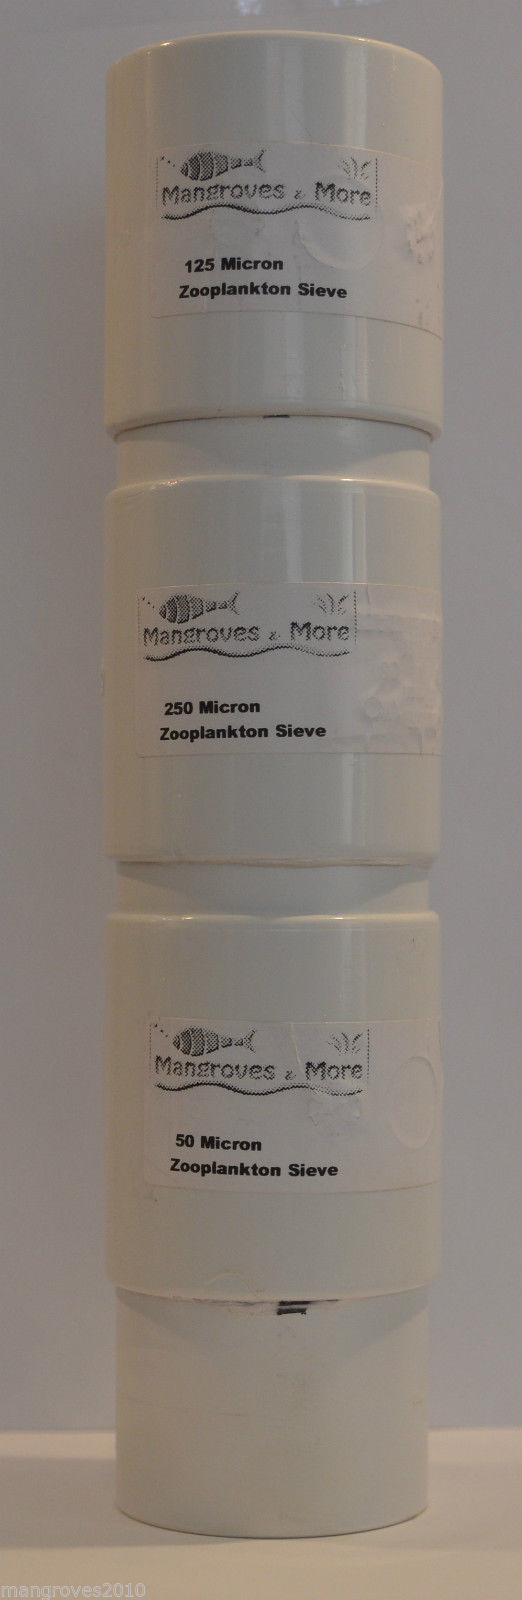 Mangroves & More
125 Micron
Zooplankton Sieve
Mangroves & More
250 Micron
Zooplankton Sieve
Mangroves & More
50 Micron
Zooplankton Sieve
mangroves2010